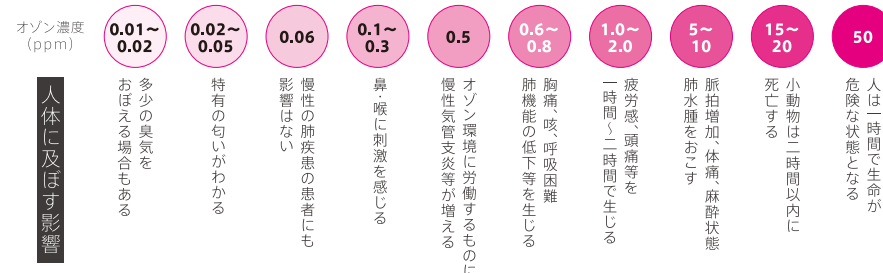 オゾン濃度
(ppm)
0.01〜
0.02
0.02〜
0.05
0.06
0.1〜
0.3
0.5
0.6〜
0.8
1.0〜
2.0
5〜
10
15〜
20
50
人体に及ぼす影響
多少の臭気を
おぼえる場合もある
特有の匂いがわかる
慢性の肺疾患の患者にも
影響はない
鼻・喉に刺激を感じる
オゾン環境に労働するものに
慢性気管支炎等が増える
胸痛、咳、呼吸困難
肺機能の低下等を生じる
疲労感、頭痛等を
一時間〜二時間で生じる
脈拍増加、体痛、麻酔状態
肺水腫をおこす
小動物は二時間以内に
死亡する
人は一時間で生命が
危険な状態となる